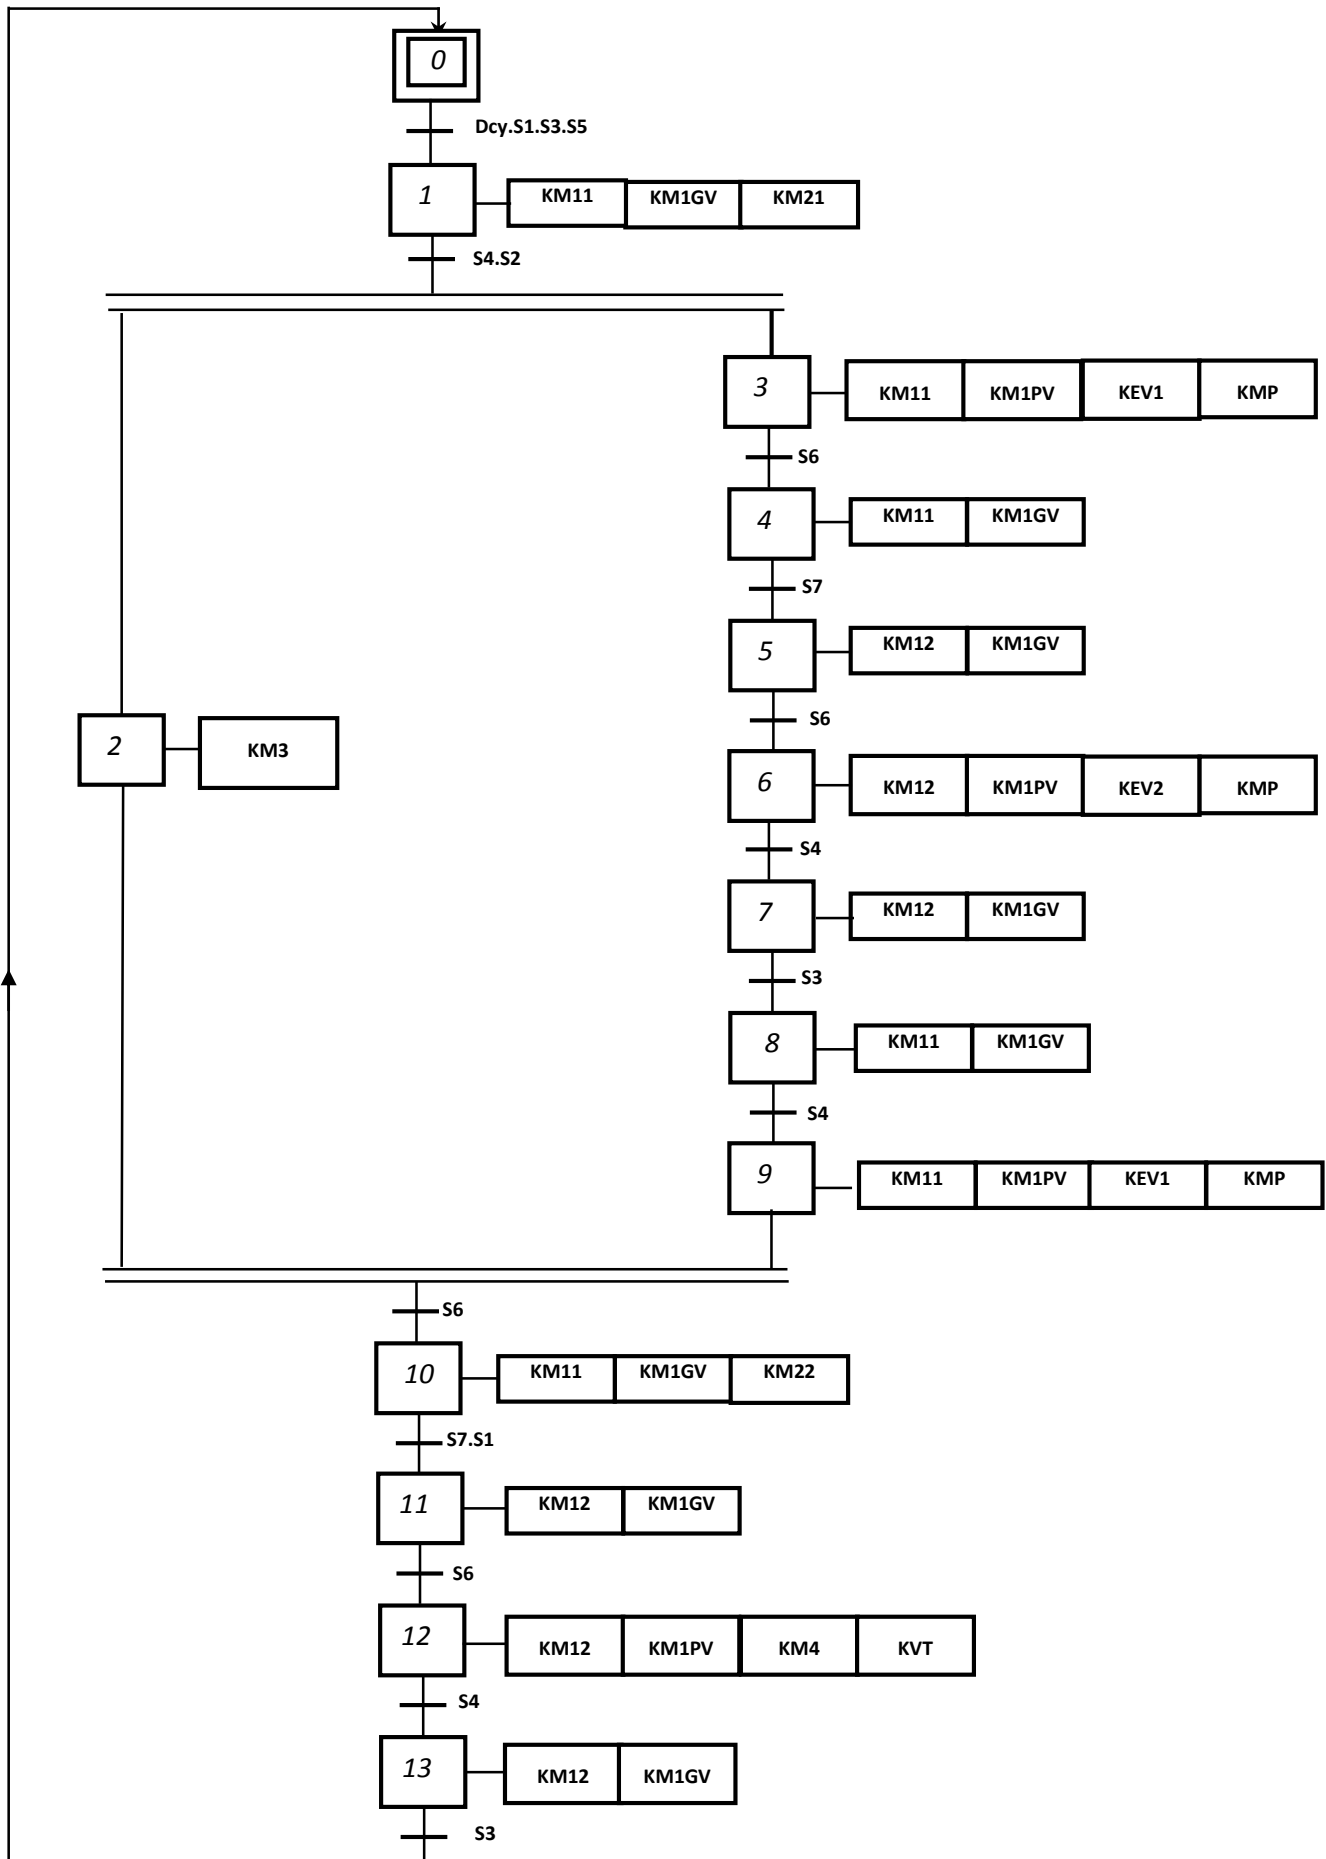 0
Dcy.S1.S3.S5
1 KM11 KM1GV KM21
S4.S2
3 KM11 KM1PV KEV1 KMP
S6
4 KM11 KM1GV
S7
5 KM12 KM1GV
S6
2 KM3
6 KM12 KM1PV KEV2 KMP
S4
7 KM12 KM1GV
S3
8 KM11 KM1GV
S4
9 KM11 KM1PV KEV1 KMP
S6
10 KM11 KM1GV KM22
S7.S1
11 KM12 KM1GV
S6
12 KM12 KM1PV KM4 KVT
S4
13 KM12 KM1GV
S3